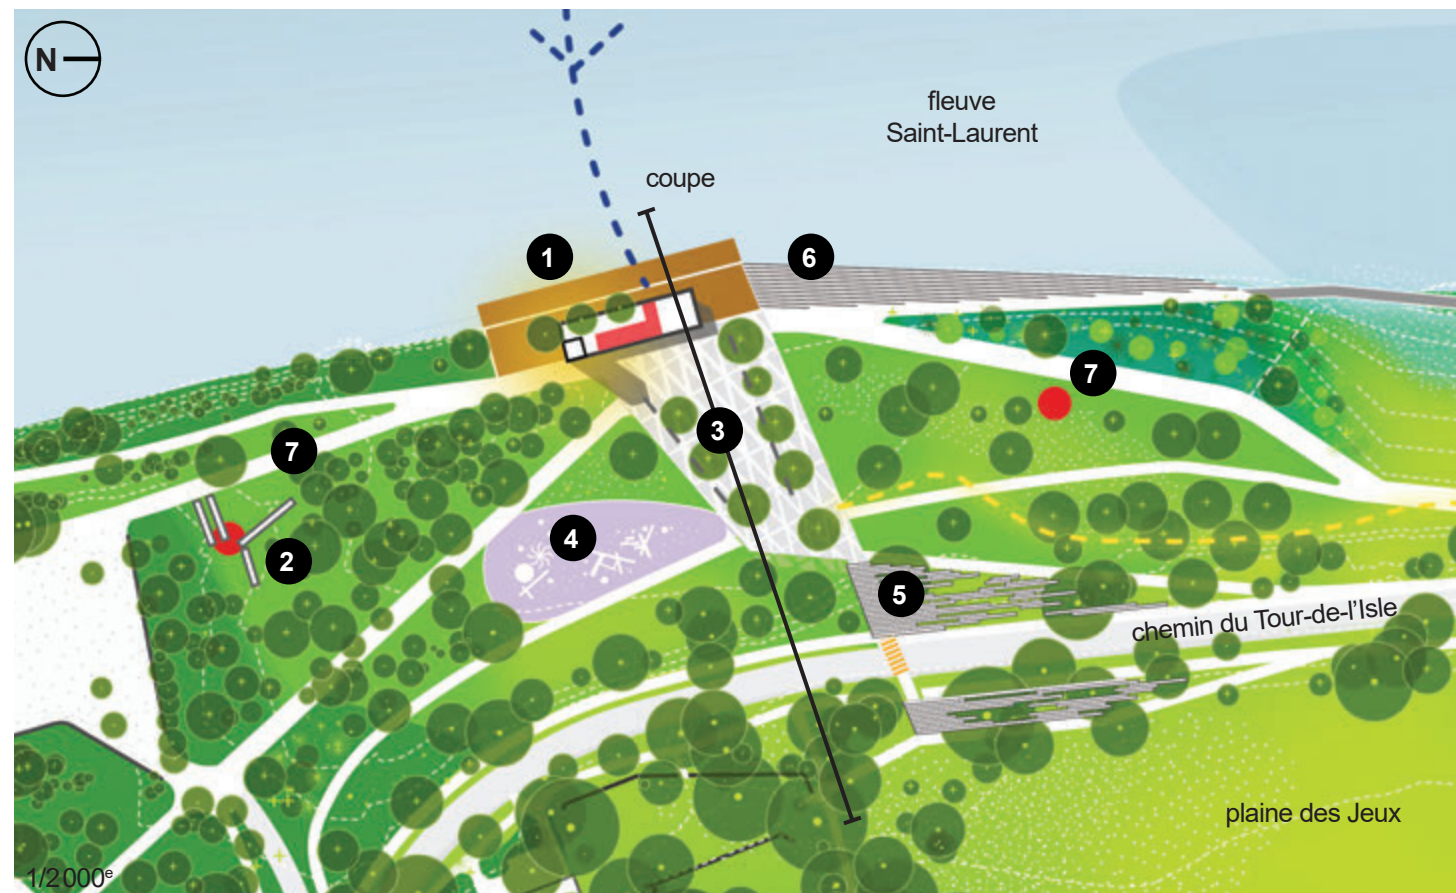 N
fleuve
Saint-Laurent
coupe
1
6
7
3
7
4
2
5
chemin du Tour-de-l'Isle
plaine des Jeux
1/2000e